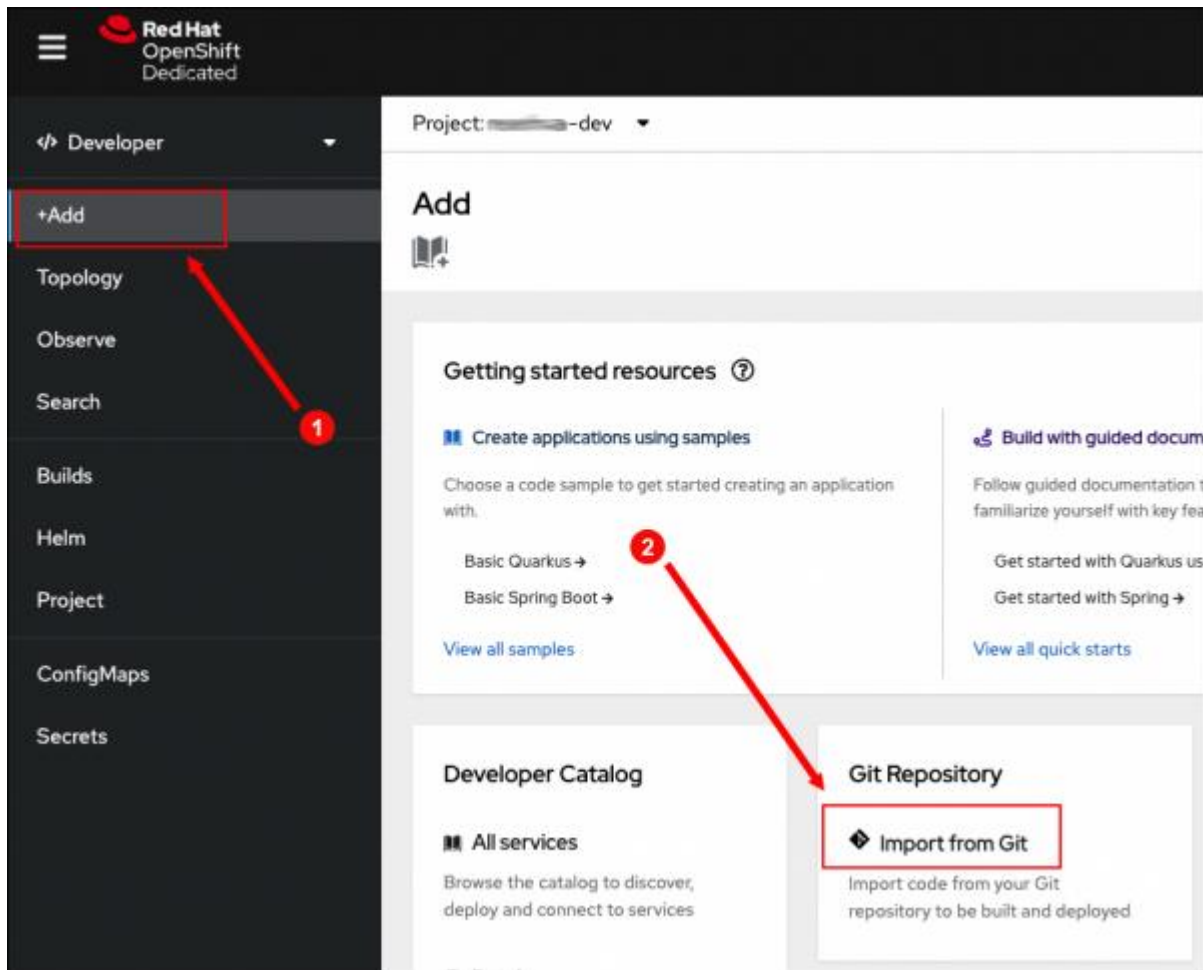 Red Hat
OpenShift
Dedicated
</> Developer
+Add
Topology
Observe
Search
Builds
Helm
Project
ConfigMaps
Secrets
1
Project: -dev
Add
Getting started resources
Create applications using samples
Choose a code sample to get started creating an application
with.
Basic Quarkus →
Basic Spring Boot →
View all samples
2
Build with guided docum
Follow guided documentation t
familiarize yourself with key fea
Get started with Quarkus us
Get started with Spring →
View all quick starts
Developer Catalog
All services
Browse the catalog to discover,
deploy and connect to services
Git Repository
Import from Git
Import code from your Git
repository to be built and deployed